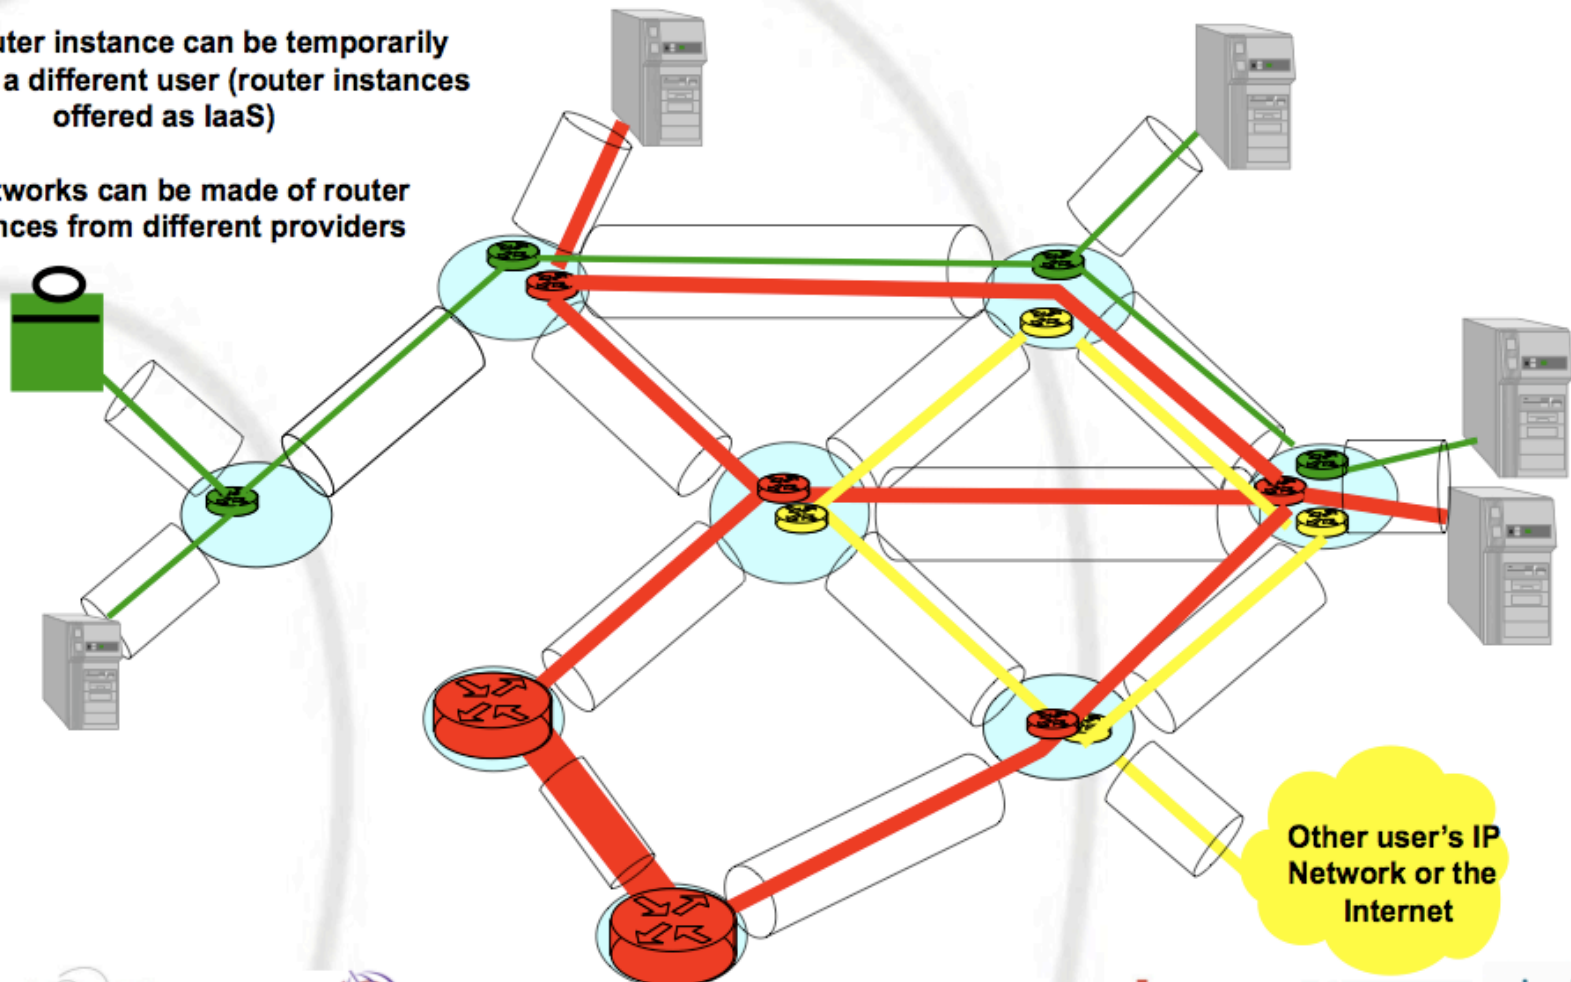 uter instance can be temporarily
a different user (router instances
offered as IaaS)
tworks can be made of router
nces from different providers
Other user's IP
Network or the
Internet